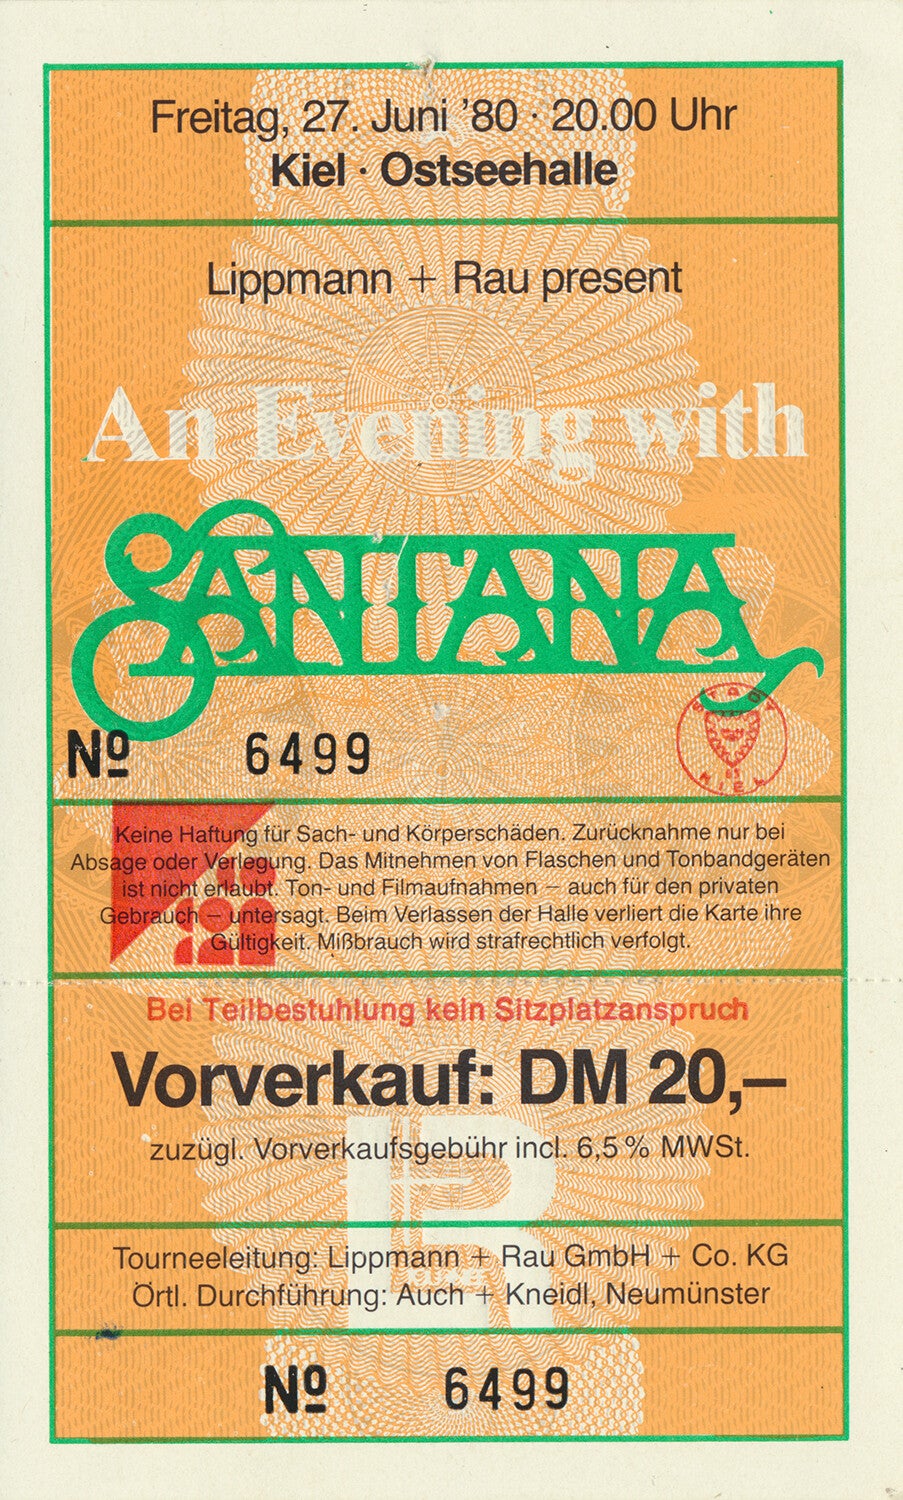 Freitag, 27. Juni '80 · 20.00 Uhr
Kiel · Ostseehalle
Lippmann + Rau present
An Evening with
SANTANA
Nº 6499
STADT KIEL
Keine Haftung für Sach- und Körperschäden. Zurücknahme nur bei
Absage oder Verlegung. Das Mitnehmen von Flaschen und Tonbandgeräten
ist nicht erlaubt. Ton- und Filmaufnahmen – auch für den privaten
Gebrauch – untersagt. Beim Verlassen der Halle verliert die Karte ihre
Gültigkeit. Mißbrauch wird strafrechtlich verfolgt.
Bei Teilbestuhlung kein Sitzplatzanspruch
Vorverkauf: DM 20,–
zuzügl. Vorverkaufsgebühr incl. 6,5 % MWSt.
LR
Tourneeleitung: Lippmann + Rau GmbH + Co. KG
Örtl. Durchführung: Auch + Kneidl, Neumünster
Nº 6499